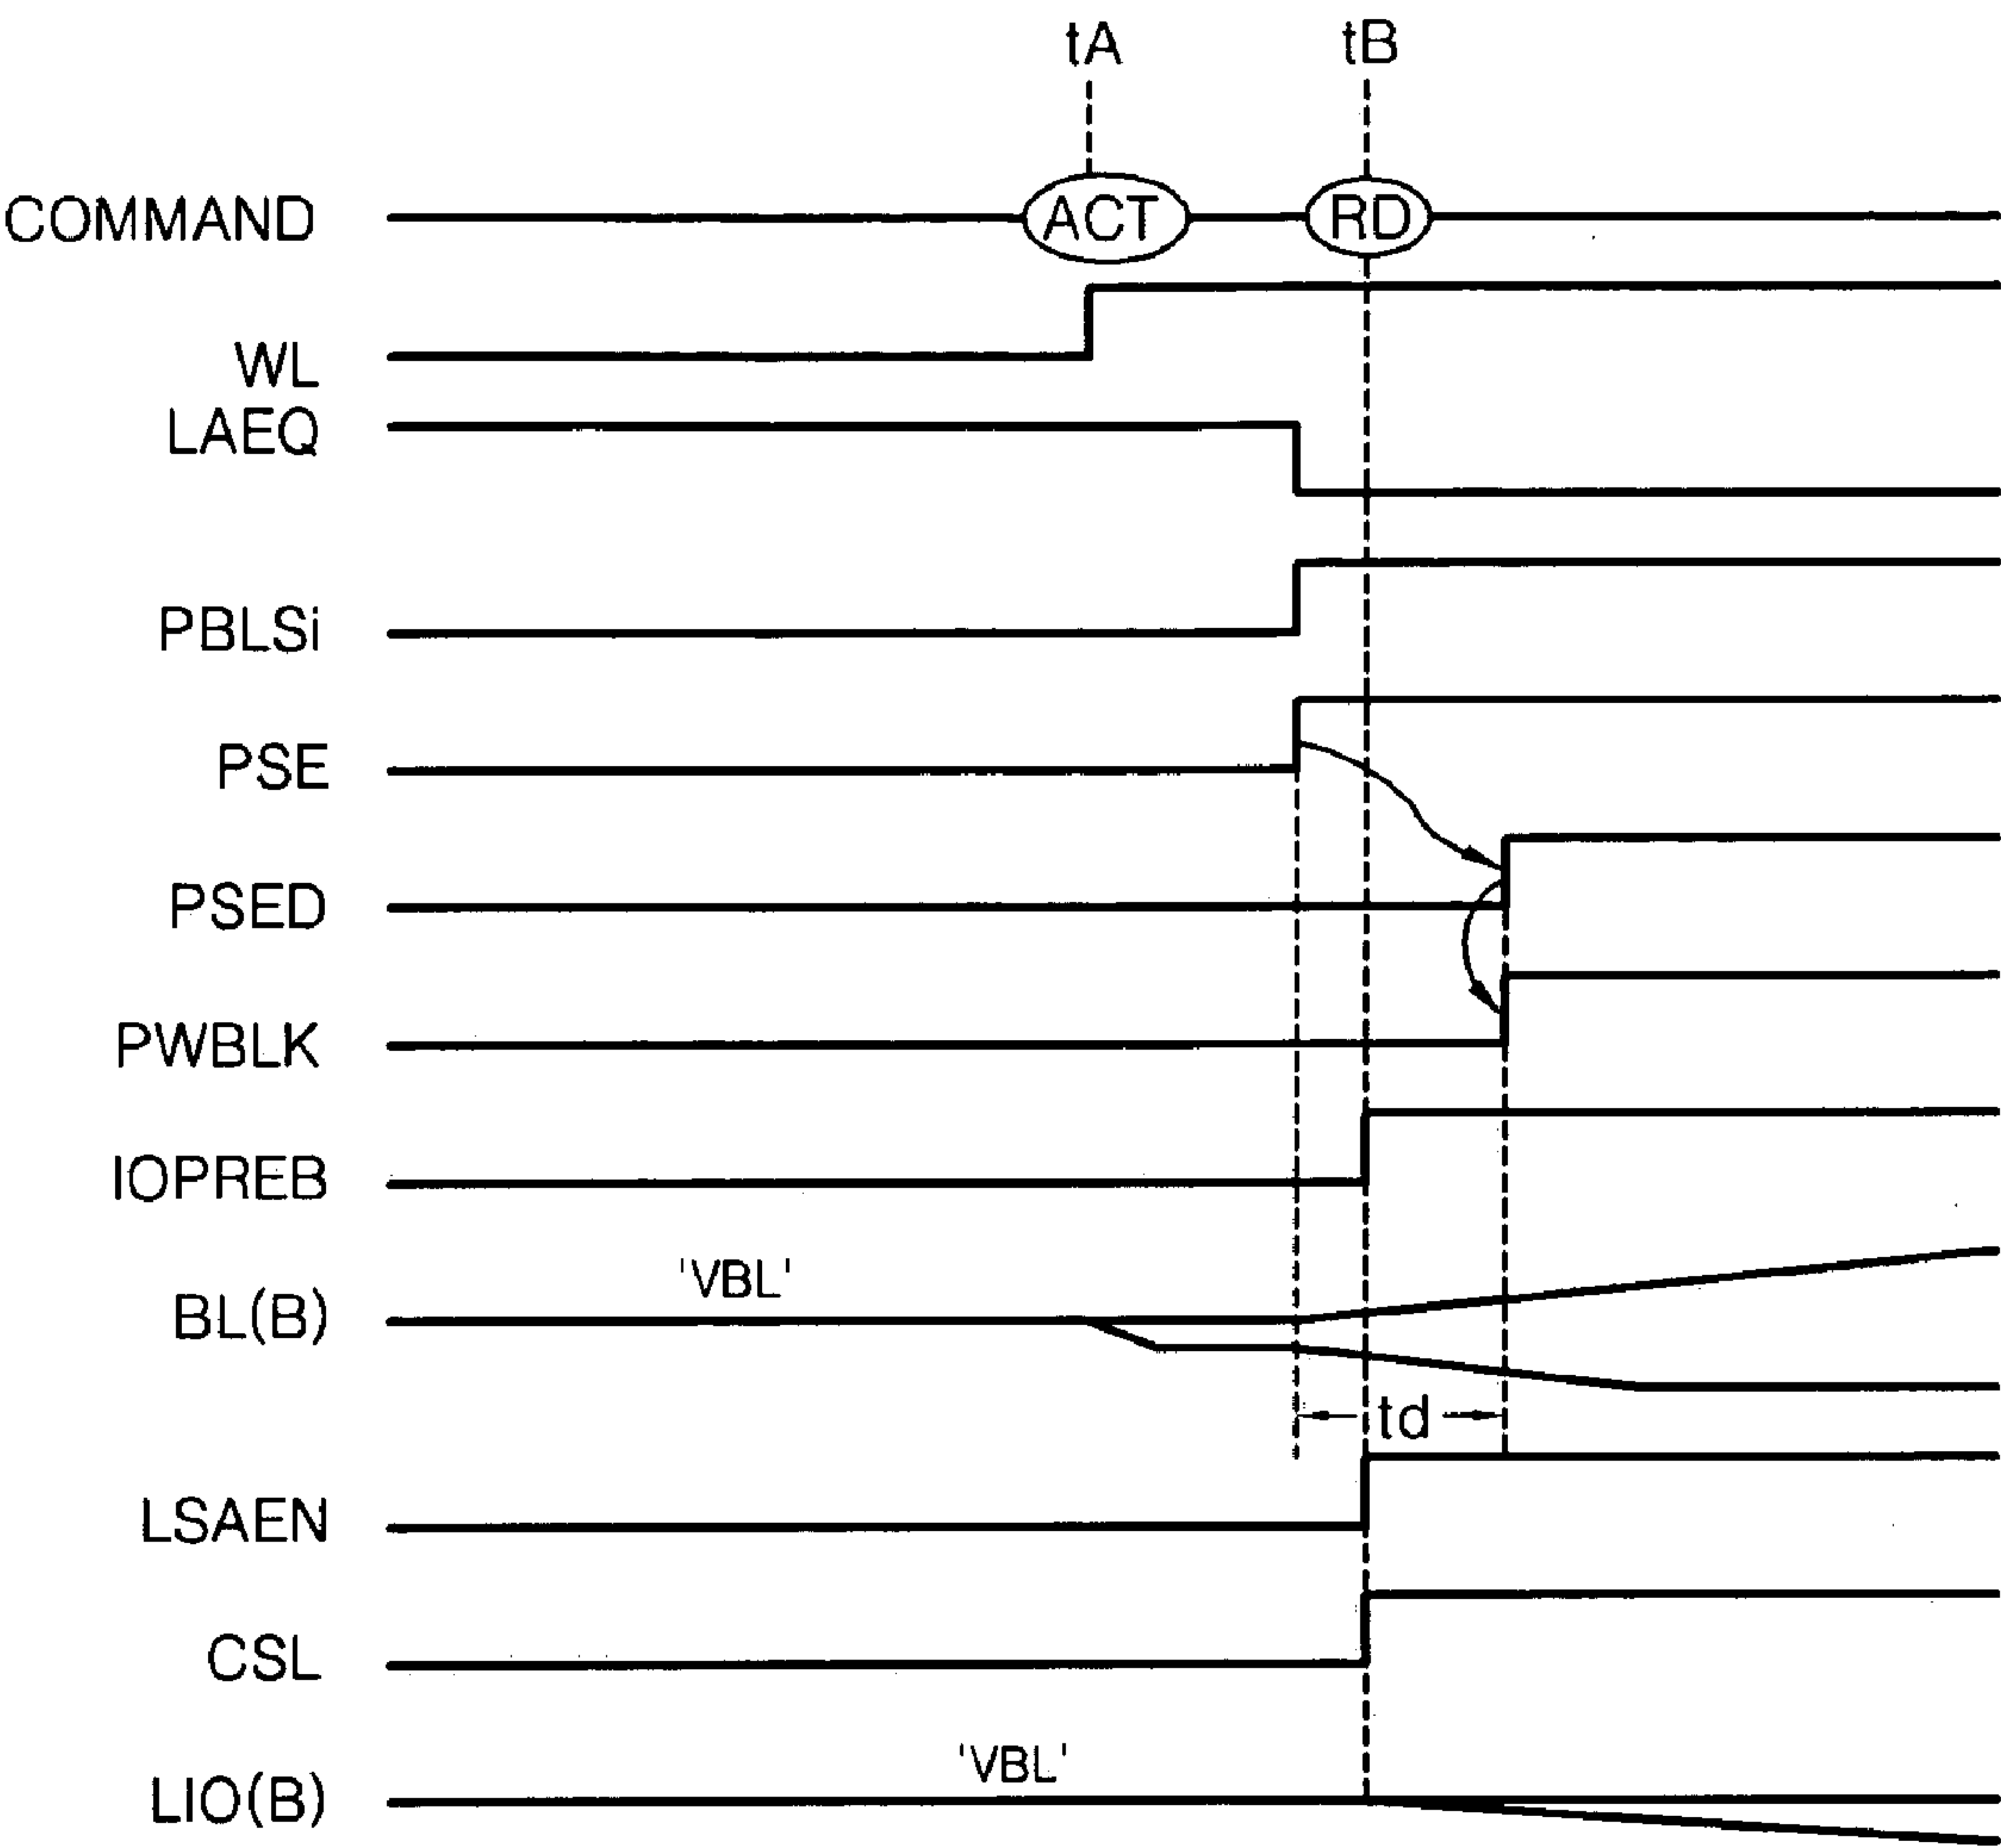 tA tB
COMMAND ACT RD
WL
LAEQ
PBLSi
PSE
PSED
PWBLK
IOPREB
'VBL'
BL(B)
td
LSAEN
CSL
'VBL'
LIO(B)